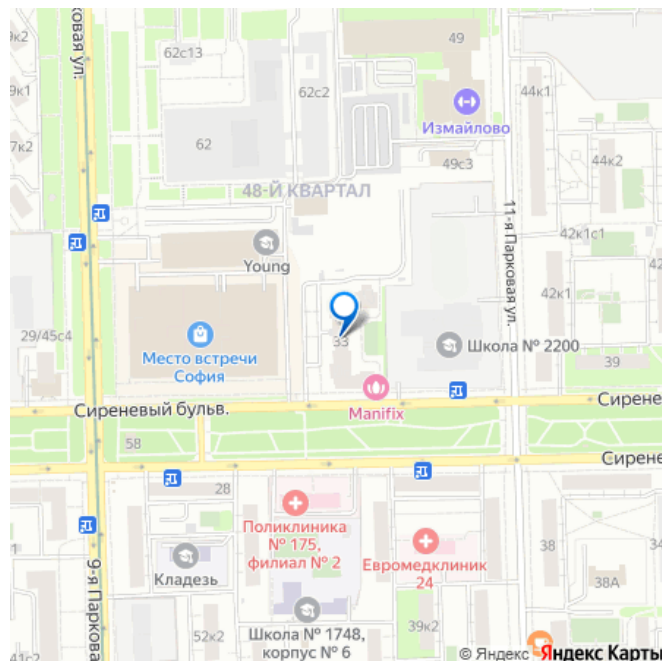 9к2
ковая ул.
62с13
49
9к1
62с2
44к1
Измайлово
7к2
62
49с3
44к2
48-Й КВАРТАЛ
11-я Парковая ул.
Young
42к1с1
42к1
29/45с4
Место встречи
София
33
Школа № 2200
39
Manifix
Сиреневый бульв.
Сирене
58
Сирене
28
Поликлиника
№ 175,
филиал № 2
Евромедклиник
24
38
34
Кладезь
38А
9-я Паркова
39к2
52к2
Школа № 1748,
корпус № 6
41с2
© Яндекс Яндекс Карты